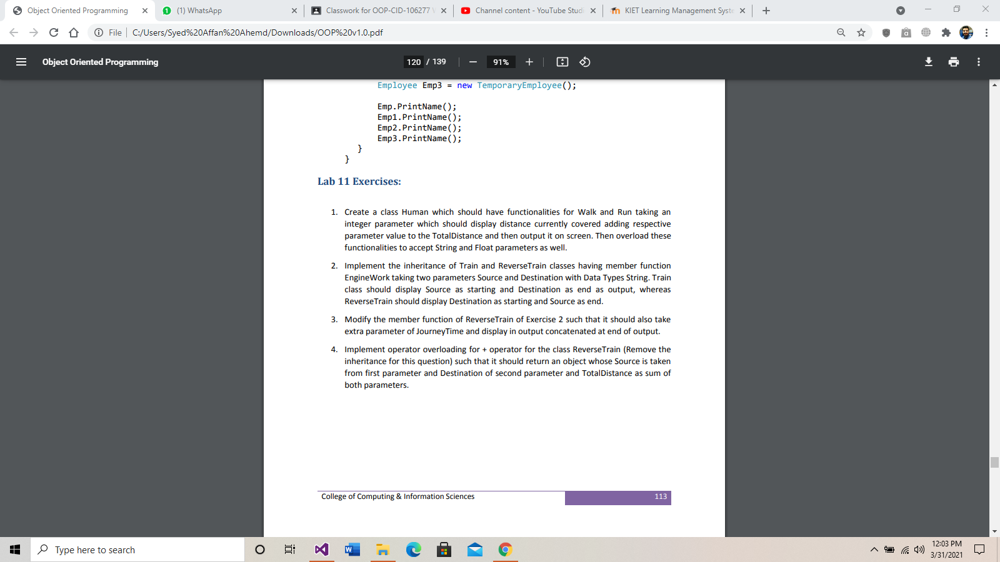 Object Oriented Programming
(1) WhatsApp
Classwork for OOP-CID-106277
Channel content - YouTube Stud
KIET Learning Management Syste
File
C:/Users/Syed%20Affan%20Ahemd/Downloads/OOP%20v1.0.pdf
Object Oriented Programming
120 / 139
91%
Employee Emp3 = new TemporaryEmployee();
Emp.PrintName();
Emp1.PrintName();
Emp2.PrintName();
Emp3.PrintName();
}
}
Lab 11 Exercises:
1. Create a class Human which should have functionalities for Walk and Run taking an
integer parameter which should display distance currently covered adding respective
parameter value to the TotalDistance and then output it on screen. Then overload these
functionalities to accept String and Float parameters as well.
2. Implement the inheritance of Train and ReverseTrain classes having member function
EngineWork taking two parameters Source and Destination with Data Types String. Train
class should display Source as starting and Destination as end as output, whereas
ReverseTrain should display Destination as starting and Source as end.
3. Modify the member function of ReverseTrain of Exercise 2 such that it should also take
extra parameter of JourneyTime and display in output concatenated at end of output.
4. Implement operator overloading for + operator for the class ReverseTrain (Remove the
inheritance for this question) such that it should return an object whose Source is taken
from first parameter and Destination of second parameter and TotalDistance as sum of
both parameters.
College of Computing & Information Sciences
113
Type here to search
12:03 PM
3/31/2021